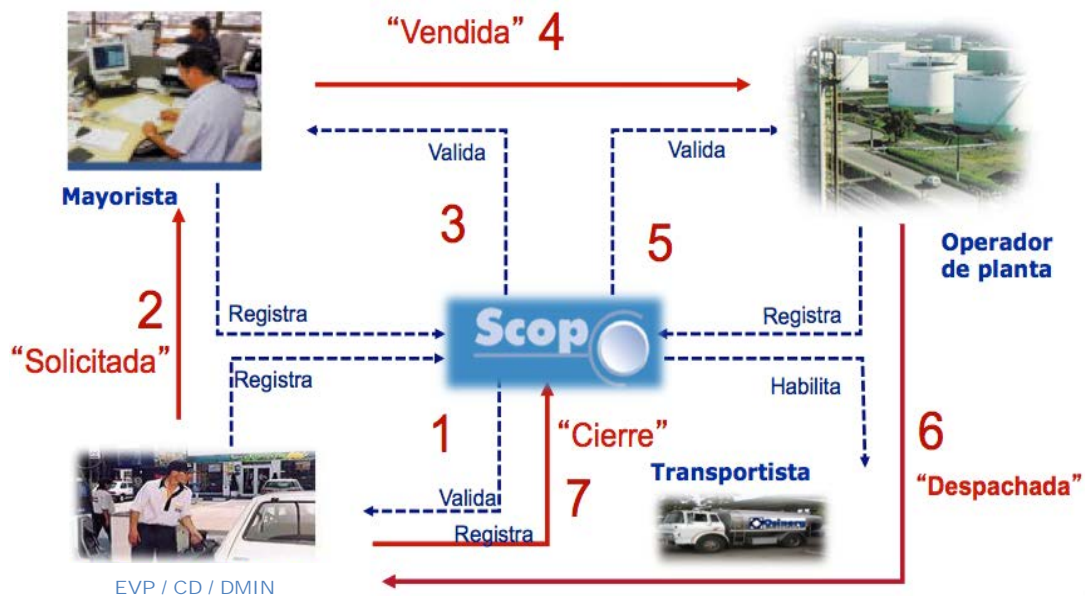 “Vendida” 4
Valida
Valida
Mayorista
3
5
Operador
de planta
2
Registra
Scop
Registra
“Solicitada”
Registra
Habilita
1
“Cierre”
6
Transportista
“Despachada”
Valida
7
Registra
EVP / CD / DMIN